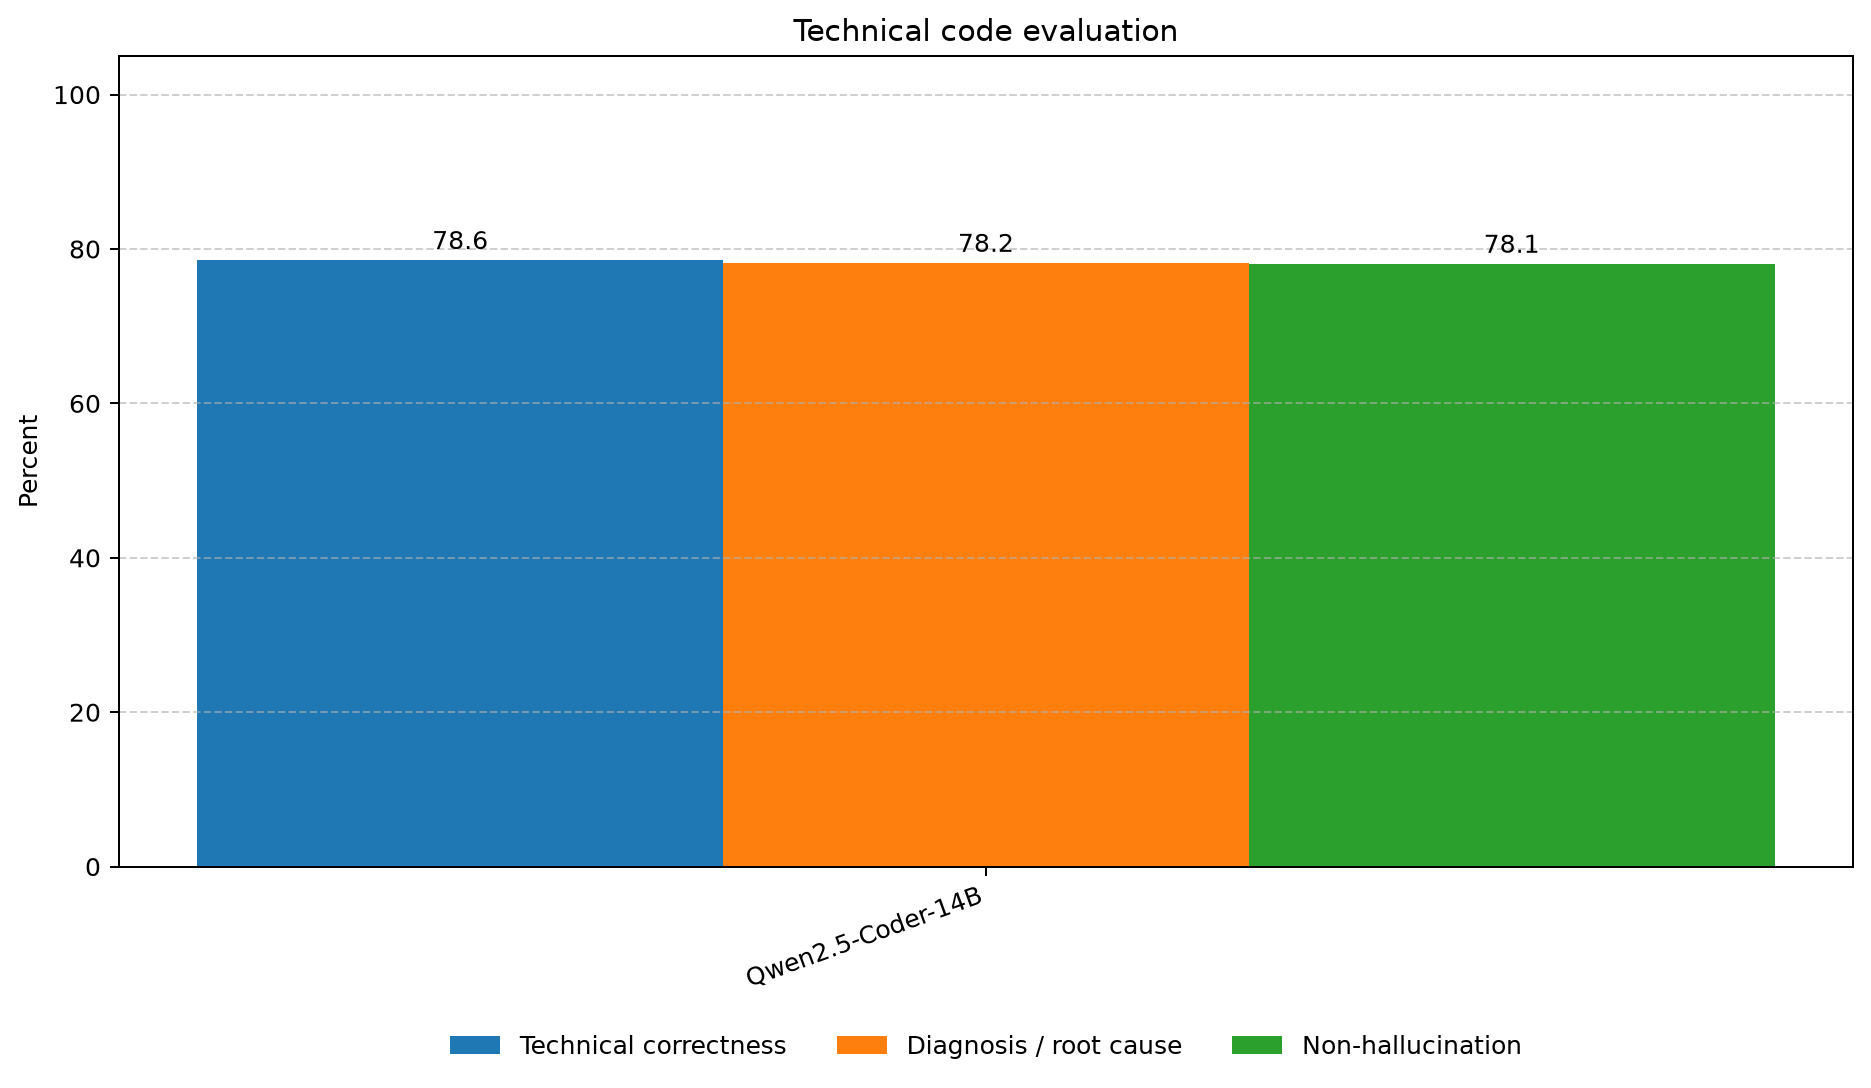 Technical code evaluation
100
80
60
40
20
0
Percent
78.6
78.2
78.1
Qwen2.5-Coder-14B
Technical correctness
Diagnosis / root cause
Non-hallucination